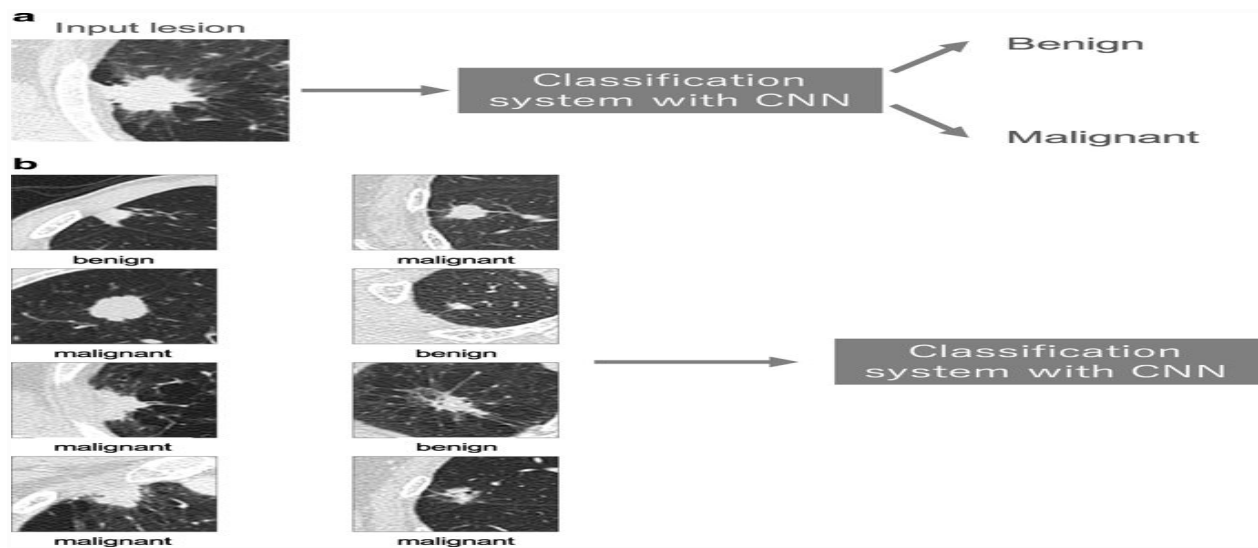 a
Input lesion
Classification
system with CNN
Benign
Malignant
b
benign
malignant
malignant
benign
malignant
benign
malignant
malignant
Classification
system with CNN